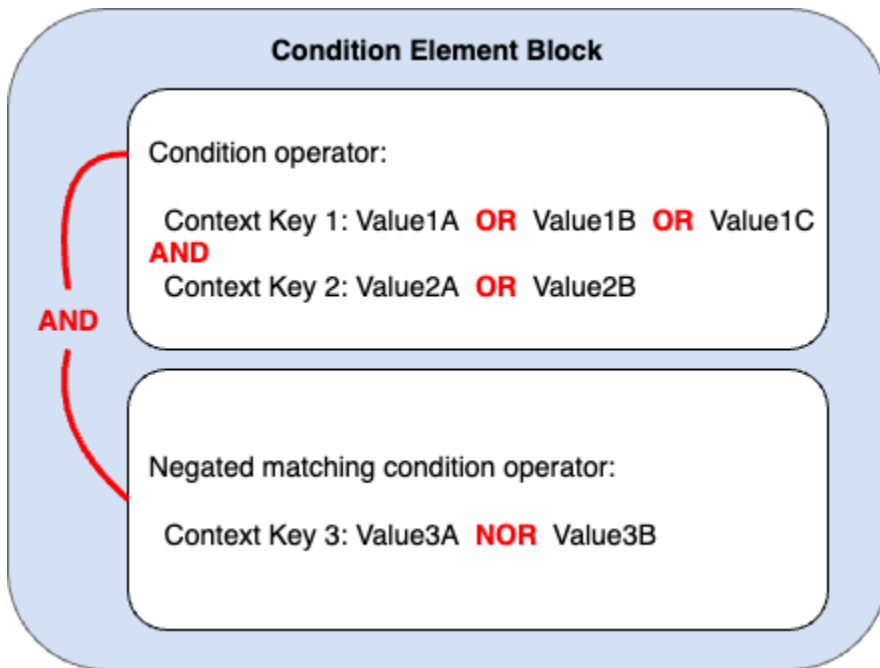 Condition Element Block
Condition operator:
Context Key 1: Value1A OR Value1B OR Value1C
AND
Context Key 2: Value2A OR Value2B
AND
Negated matching condition operator:
Context Key 3: Value3A NOR Value3B